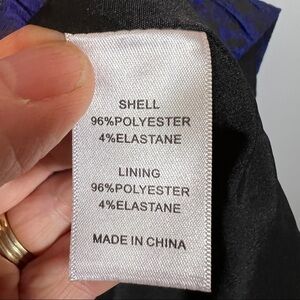 SHELL
96%POLYESTER
4%ELASTANE
LINING
96%POLYESTER
4%ELASTANE
MADE IN CHINA